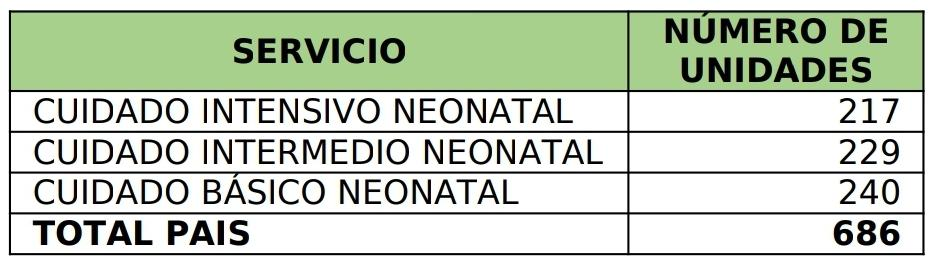 SERVICIO NÚMERO DE
UNIDADES
CUIDADO INTENSIVO NEONATAL 217
CUIDADO INTERMEDIO NEONATAL 229
CUIDADO BÁSICO NEONATAL 240
TOTAL PAIS 686